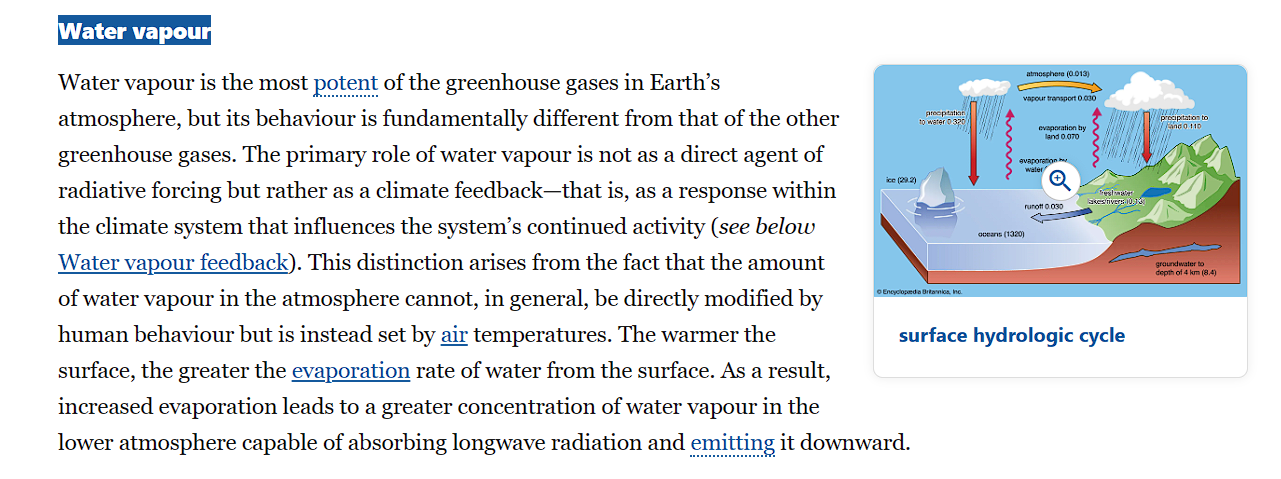 Water vapour
Water vapour is the most potent of the greenhouse gases in Earth’s
atmosphere, but its behaviour is fundamentally different from that of the other
greenhouse gases. The primary role of water vapour is not as a direct agent of
radiative forcing but rather as a climate feedback—that is, as a response within
the climate system that influences the system’s continued activity (see below
Water vapour feedback). This distinction arises from the fact that the amount
of water vapour in the atmosphere cannot, in general, be directly modified by
human behaviour but is instead set by air temperatures. The warmer the
surface, the greater the evaporation rate of water from the surface. As a result,
increased evaporation leads to a greater concentration of water vapour in the
lower atmosphere capable of absorbing longwave radiation and emitting it downward.
atmosphere (0.013)
vapour transport 0.030
precipitation
to water 0.320
precipitation to
land 0.110
evaporation by
land 0.070
evaporation by
water
ice (29.2)
freshwater
lakes/rivers (0.13)
runoff 0.030
oceans (1320)
groundwater to
depth of 4 km (8.4)
© Encyclopædia Britannica, Inc.
surface hydrologic cycle